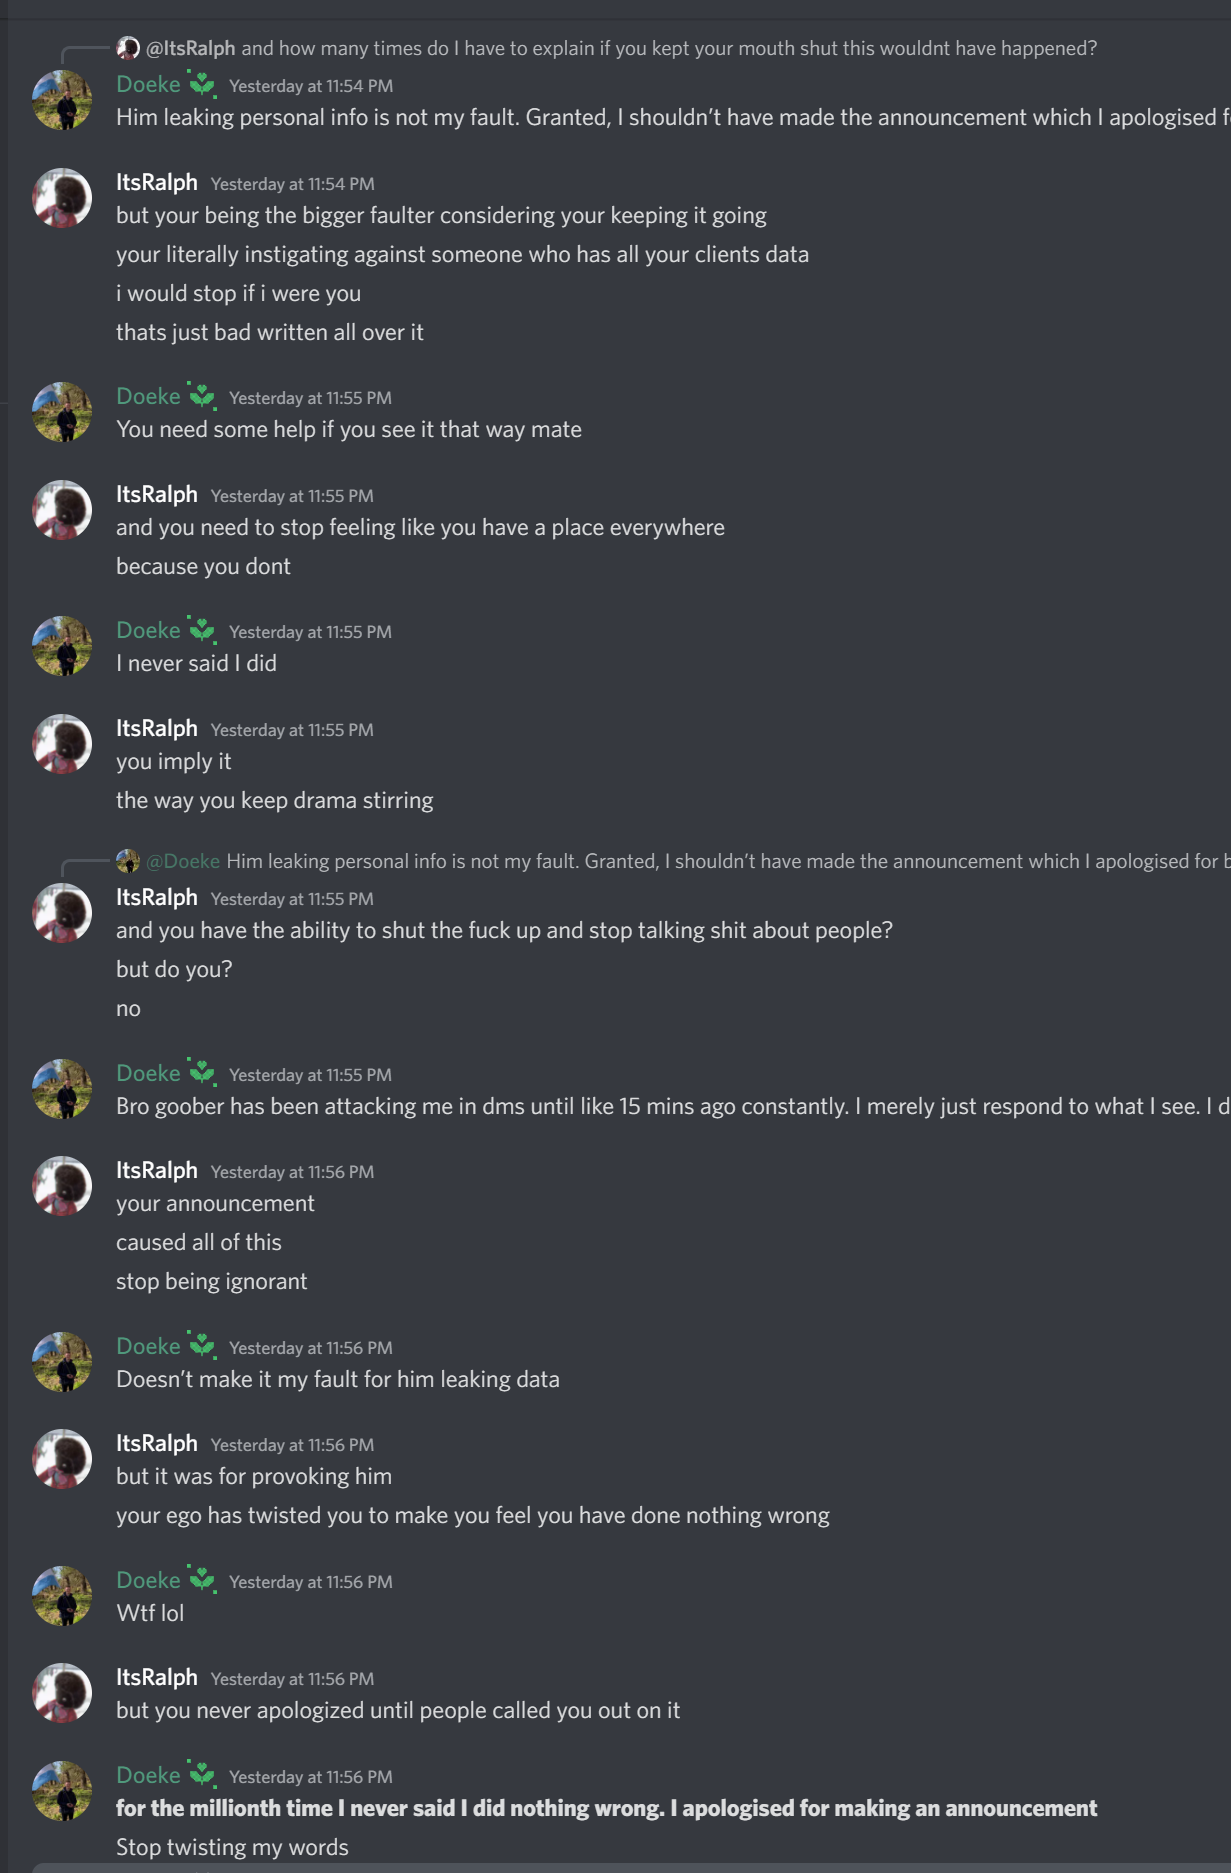 @ItsRalph and how many times do I have to explain if you kept your mouth shut this wouldnt have happened?
Doeke Yesterday at 11:54 PM
Him leaking personal info is not my fault. Granted, I shouldn't have made the announcement which I apologised
ItsRalph Yesterday at 11:54 PM
but your being the bigger faulter considering your keeping it going
your literally instigating against someone who has all your clients data
i would stop if i were you
thats just bad written all over it
Doeke Yesterday at 11:55 PM
You need some help if you see it that way mate
ItsRalph Yesterday at 11:55 PM
and you need to stop feeling like you have a place everywhere
because you dont
Doeke Yesterday at 11:55 PM
I never said I did
ItsRalph Yesterday at 11:55 PM
you imply it
the way you keep drama stirring
@Doeke Him leaking personal info is not my fault. Granted, I shouldn't have made the announcement which I apologised for
ItsRalph Yesterday at 11:55 PM
and you have the ability to shut the fuck up and stop talking shit about people?
but do you?
no
Doeke Yesterday at 11:55 PM
Bro goober has been attacking me in dms until like 15 mins ago constantly. I merely just respond to what I see. I
ItsRalph Yesterday at 11:56 PM
your announcement
caused all of this
stop being ignorant
Doeke Yesterday at 11:56 PM
Doesn't make it my fault for him leaking data
ItsRalph Yesterday at 11:56 PM
but it was for provoking him
your ego has twisted you to make you feel you have done nothing wrong
Doeke Yesterday at 11:56 PM
Wtf lol
ItsRalph Yesterday at 11:56 PM
but you never apologized until people called you out on it
Doeke Yesterday at 11:56 PM
for the millionth time I never said I did nothing wrong. I apologised for making an announcement
Stop twisting my words